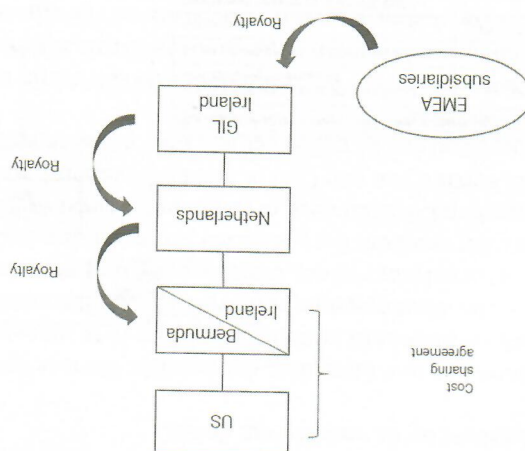 US
Cost
sharing
agreement
Bermuda
Ireland
Royalty
Netherlands
Royalty
GIL
Ireland
EMEA
subsidiaries
Royalty